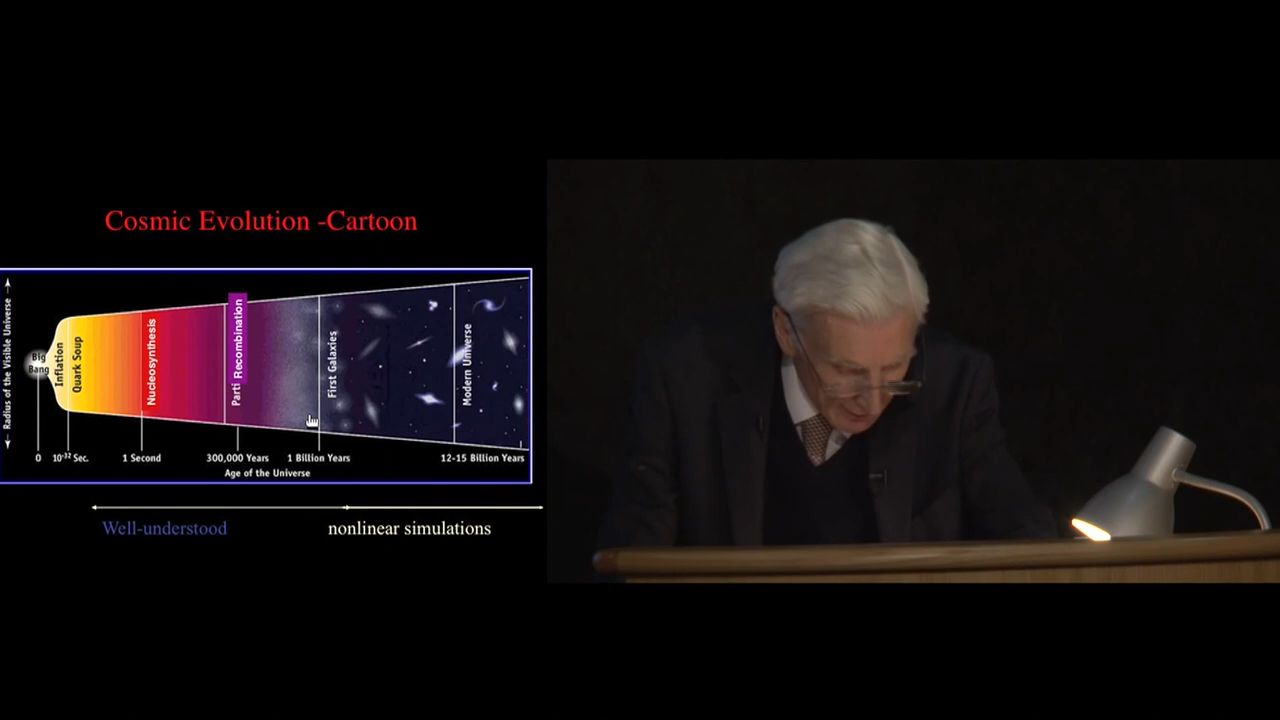 Cosmic Evolution -Cartoon
Radius of the Visible Universe
Big
Bang
Inflation
Quark Soup
Nucleosynthesis
Parti
Recombination
First Galaxies
Modern Universe
0
10-32 Sec.
1 Second
300,000 Years
1 Billion Years
12-15 Billion Years
Age of the Universe
Well-understood
nonlinear simulations